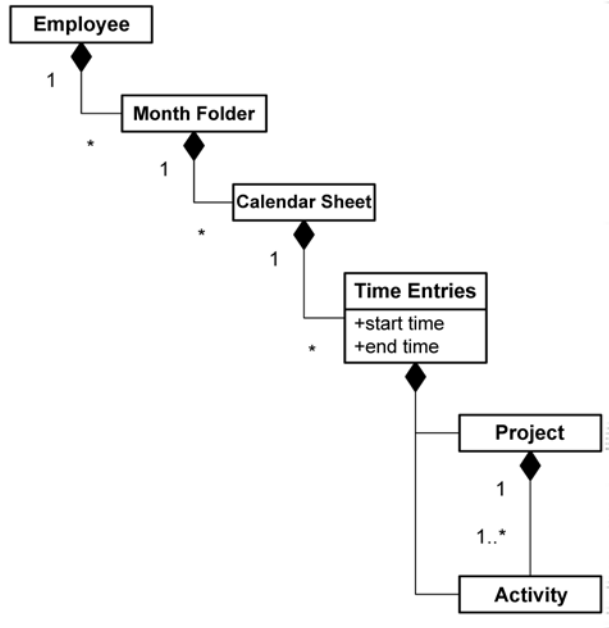 Employee
1
*
Month Folder
1
*
Calendar Sheet
1
*
Time Entries
+start time
+end time
Project
1
1..*
Activity